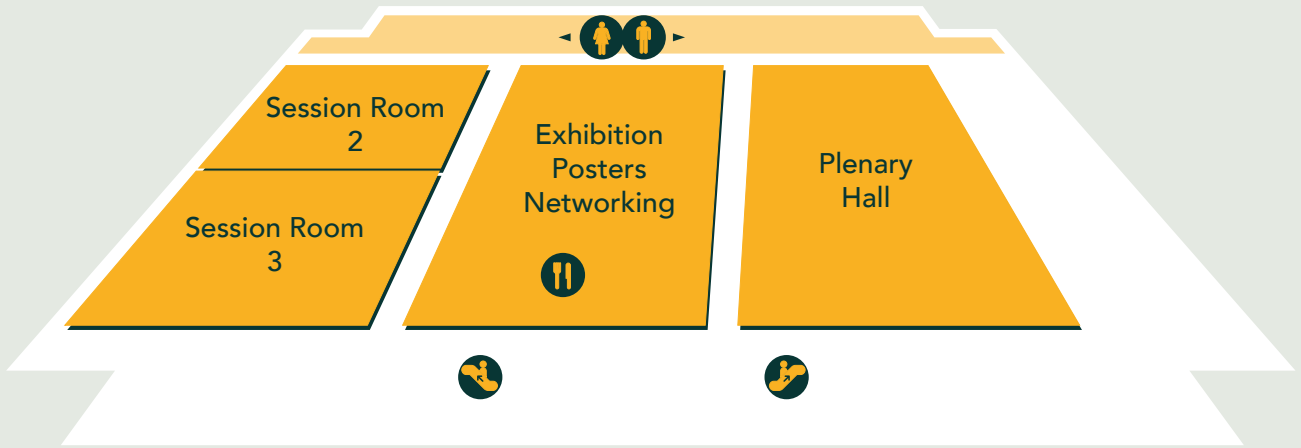 Session Room
2
Session Room
3
Exhibition
Posters
Networking
Plenary
Hall